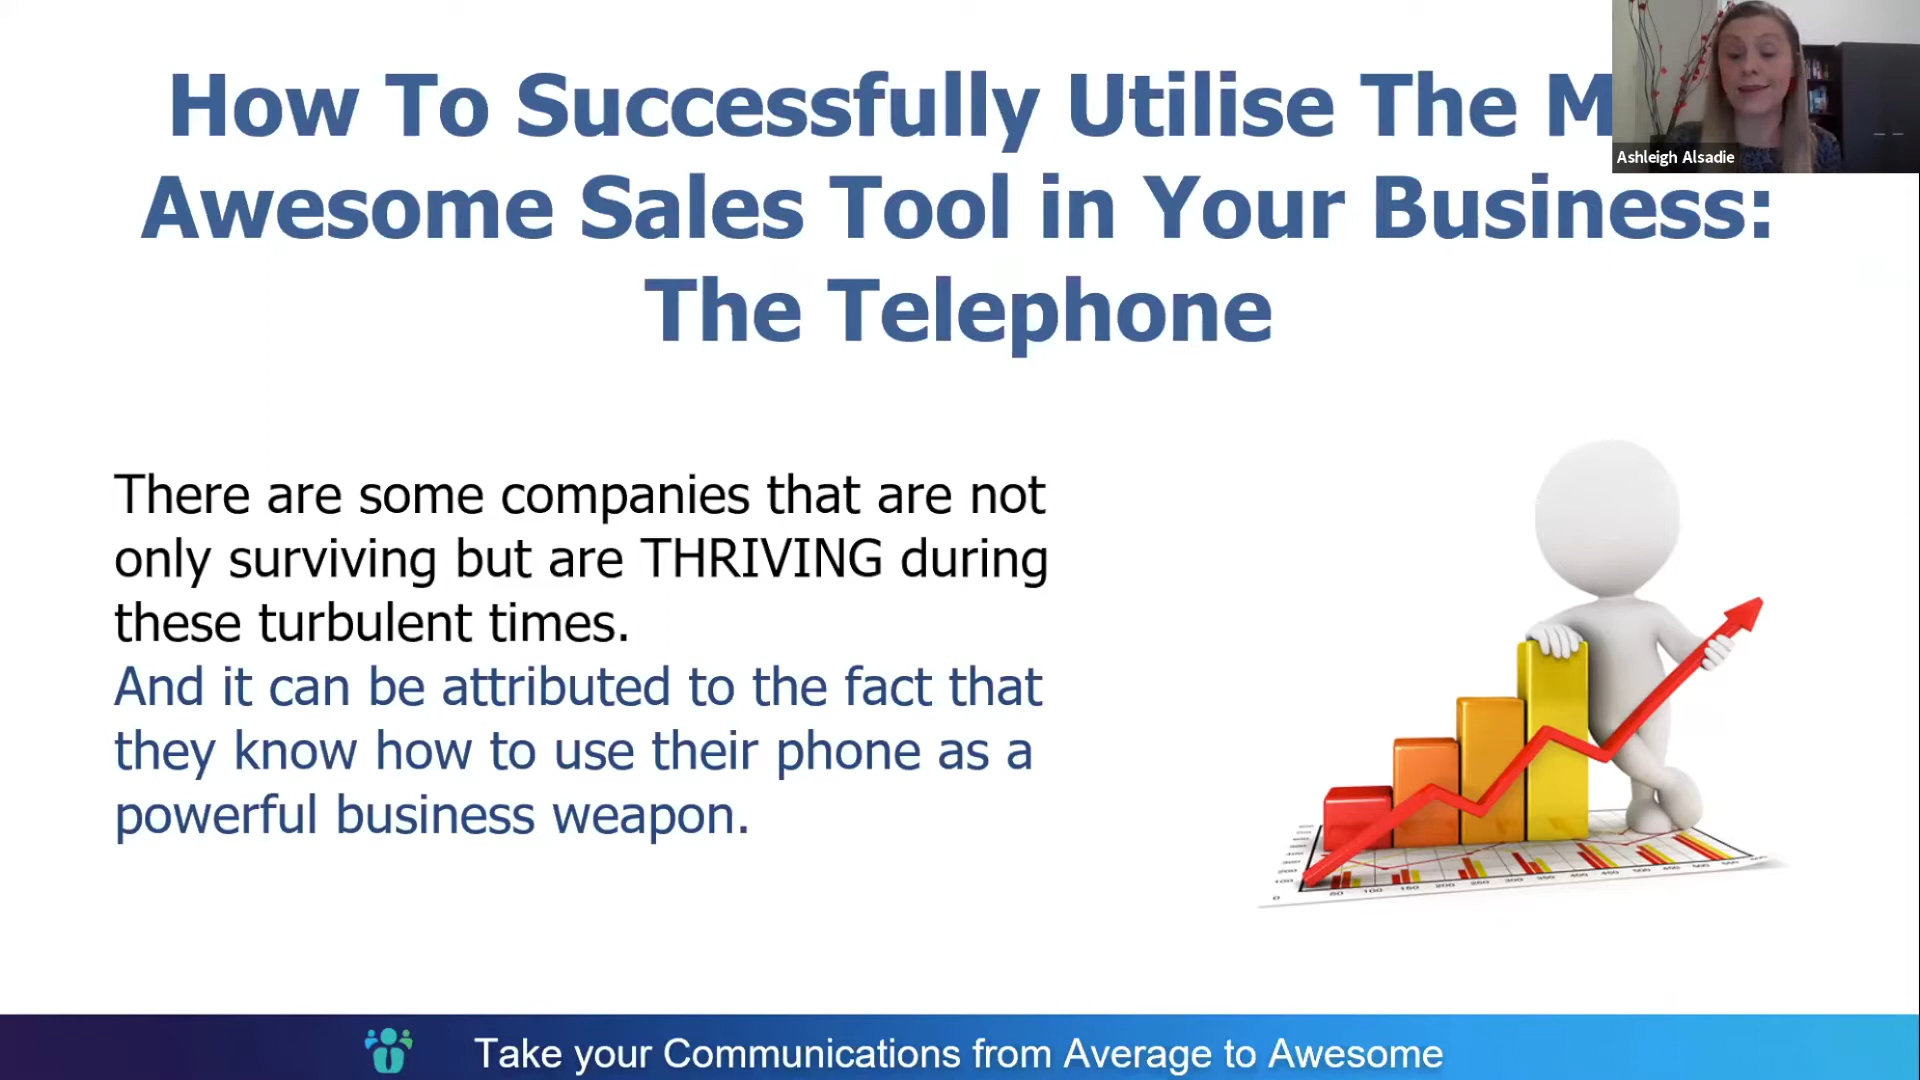 How To Successfully Utilise The
Awesome Sales Tool in Your Business:
The Telephone
Ashleigh Alsadie
There are some companies that are not
only surviving but are THRIVING during
these turbulent times.
And it can be attributed to the fact that
they know how to use their phone as a
powerful business weapon.
Take your Communications from Average to Awesome